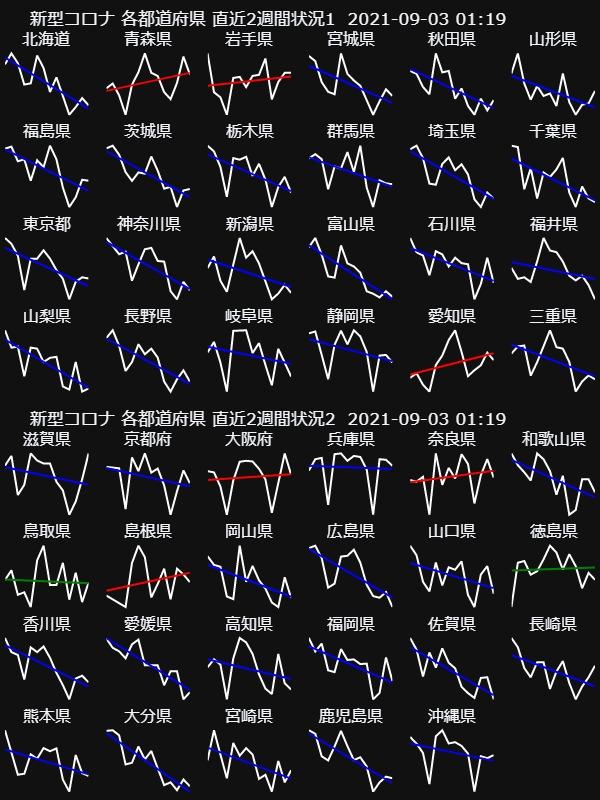 新型コロナ 各都道府県 直近2週間状況1 2021-09-03 01:19
北海道 青森県 岩手県 宮城県 秋田県 山形県
福島県 茨城県 栃木県 群馬県 埼玉県 千葉県
東京都 神奈川県 新潟県 富山県 石川県 福井県
山梨県 長野県 岐阜県 静岡県 愛知県 三重県
新型コロナ 各都道府県 直近2週間状況2 2021-09-03 01:19
滋賀県 京都府 大阪府 兵庫県 奈良県 和歌山県
鳥取県 島根県 岡山県 広島県 山口県 徳島県
香川県 愛媛県 高知県 福岡県 佐賀県 長崎県
熊本県 大分県 宮崎県 鹿児島県 沖縄県